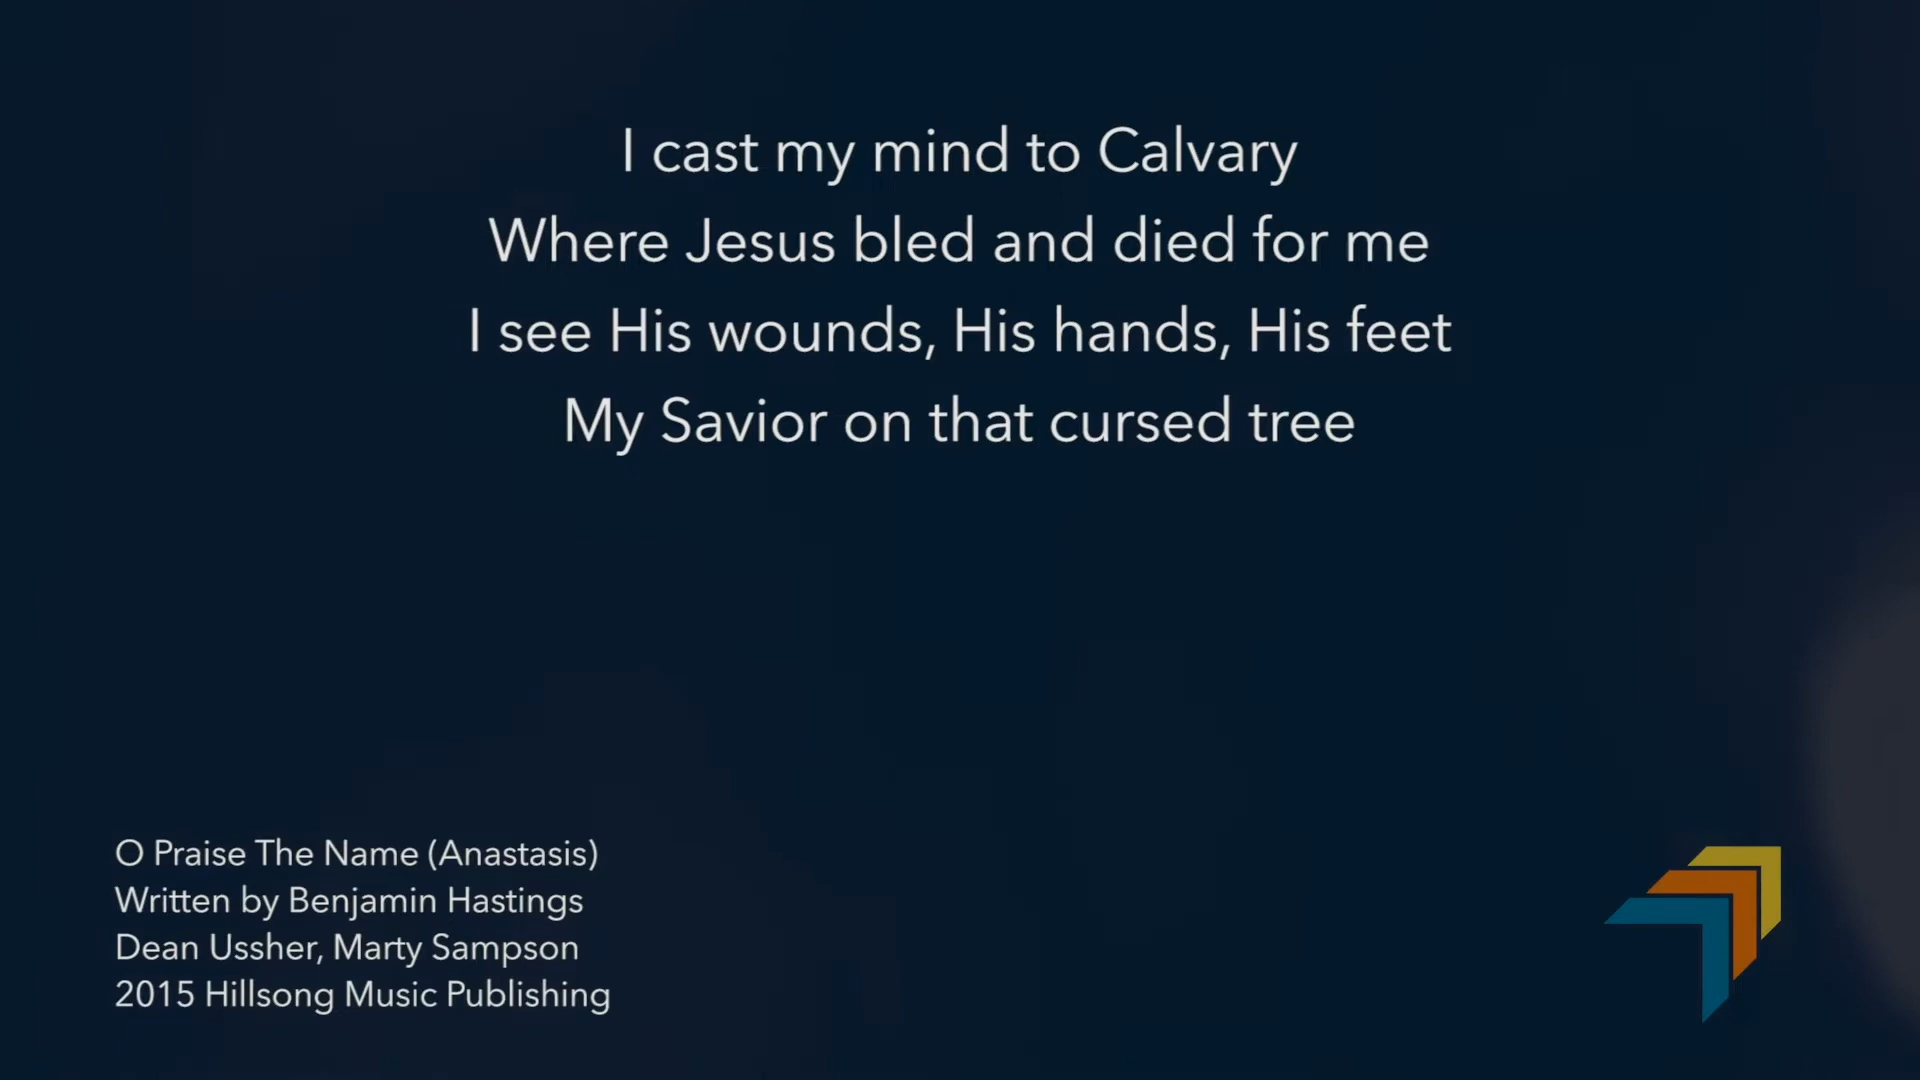 I cast my mind to Calvary
Where Jesus bled and died for me
I see His wounds, His hands, His feet
My Savior on that cursed tree
O Praise The Name (Anastasis)
Written by Benjamin Hastings
Dean Ussher, Marty Sampson
2015 Hillsong Music Publishing